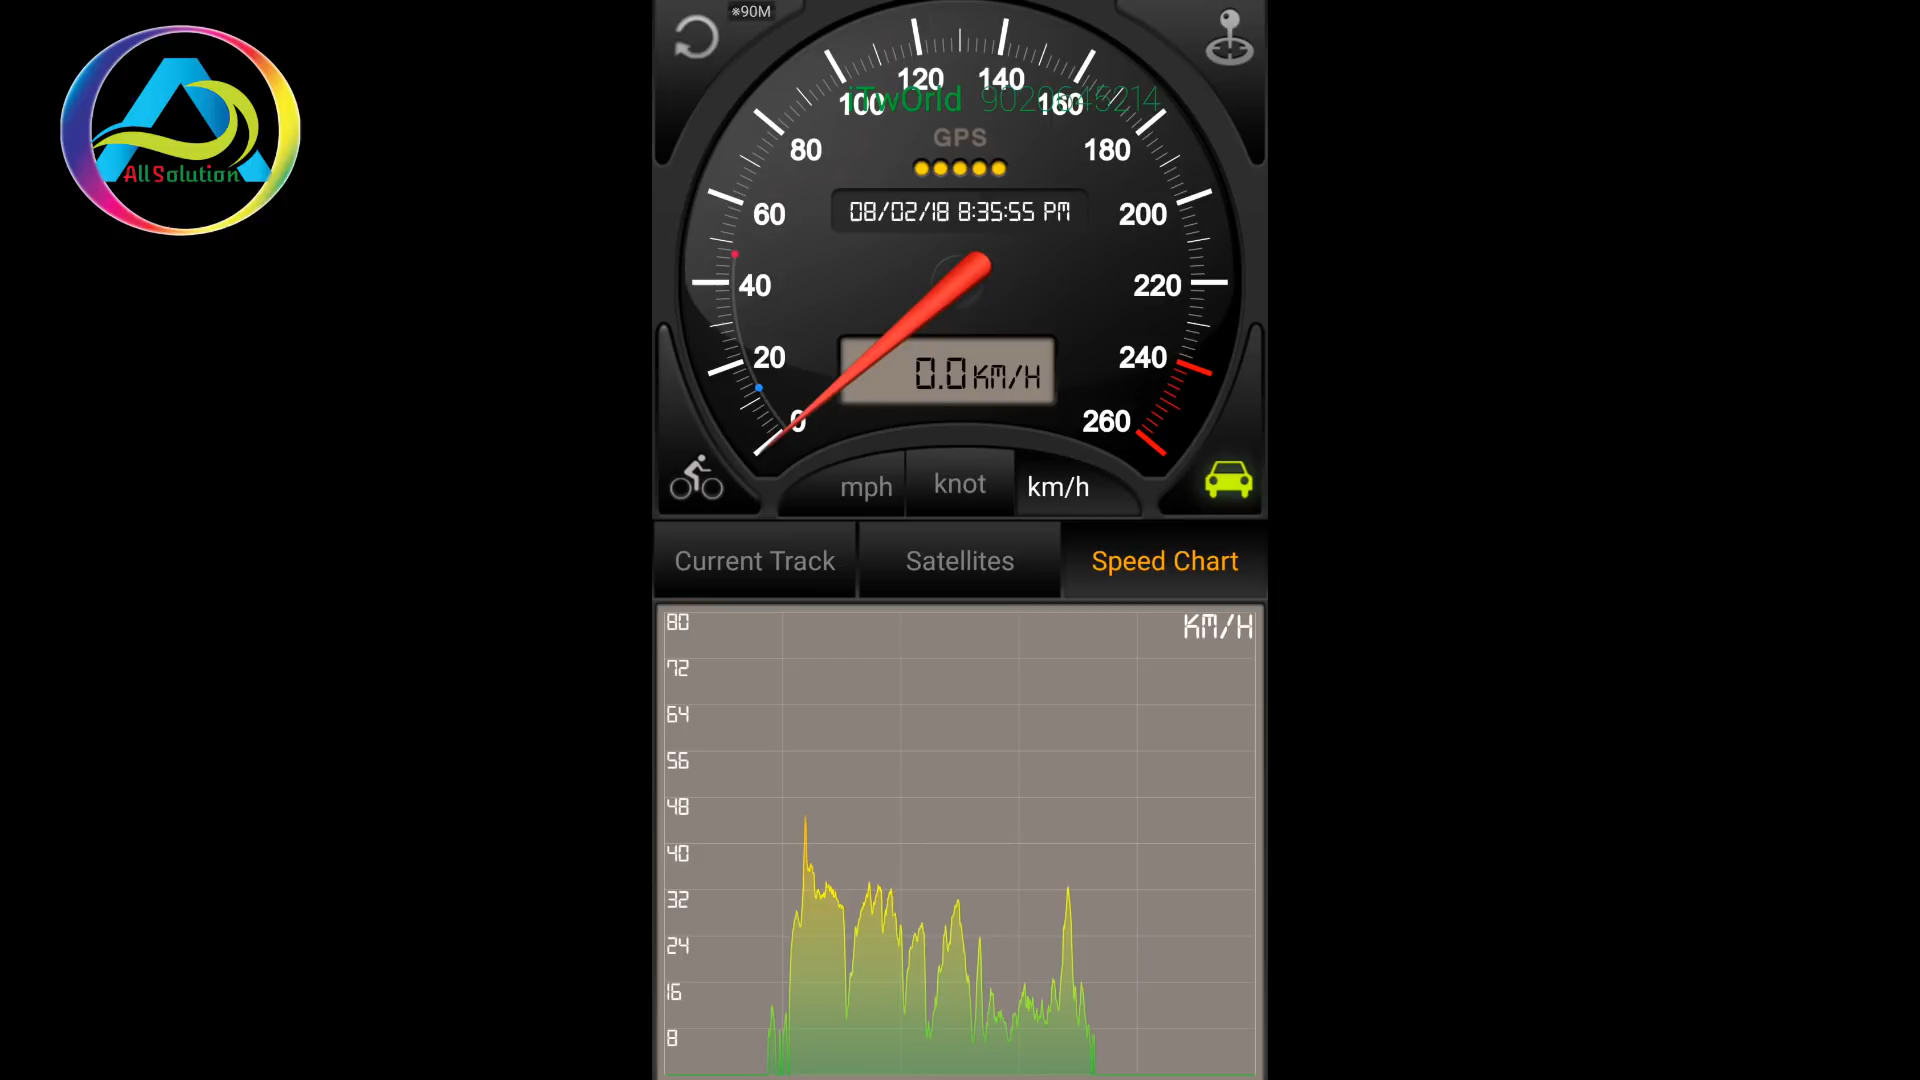 AllSolution
※90M
120 140
100 160
iTwOrld 9020645214
GPS
80 180
08/02/18 8:35:55 PM
60 200
40 220
20 240
0.0 KM/H
0 260
mph knot km/h
Current Track Satellites Speed Chart
80 KM/H
72
64
56
48
40
32
24
16
8